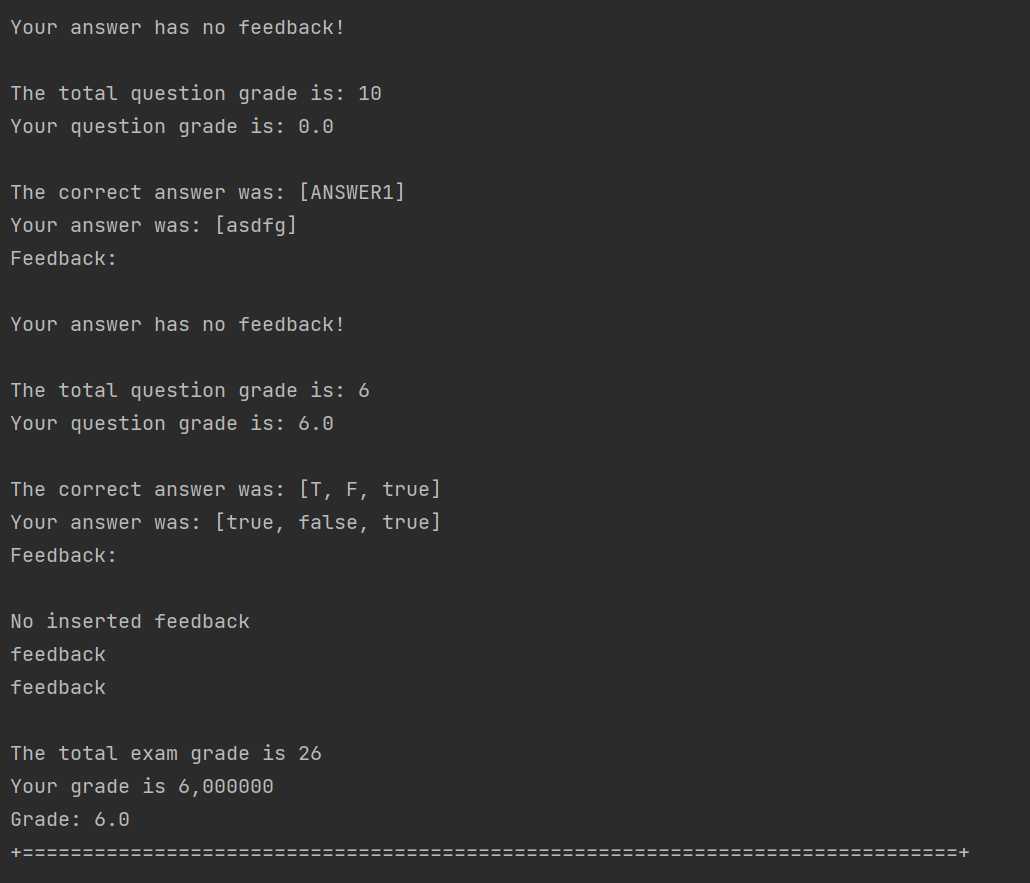 Your answer has no feedback!
The total question grade is: 10
Your question grade is: 0.0
The correct answer was: [ANSWER1]
Your answer was: [asdfg]
Feedback:
Your answer has no feedback!
The total question grade is: 6
Your question grade is: 6.0
The correct answer was: [T, F, true]
Your answer was: [true, false, true]
Feedback:
No inserted feedback
feedback
feedback
The total exam grade is 26
Your grade is 6,000000
Grade: 6.0
+==============================================================================+